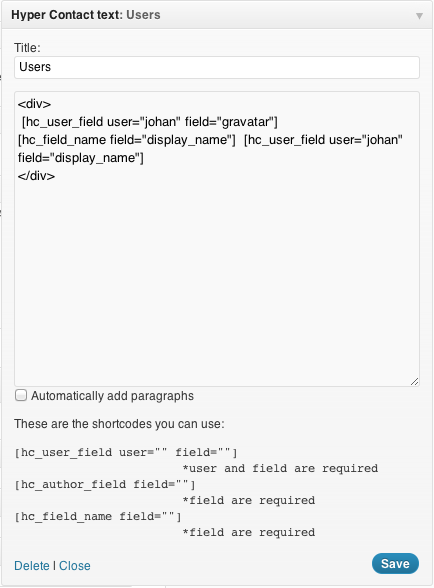 Hyper Contact text: Users
Title:
Users
<div>
[hc_user_field user="johan" field="gravatar"]
[hc_field_name field="display_name"]  [hc_user_field user="johan"
field="display_name"]
</div>
Automatically add paragraphs
These are the shortcodes you can use:
[hc_user_field user="" field=""]
*user and field are required
[hc_author_field field=""]
*field are required
[hc_field_name field=""]
*field are required
Delete | Close
Save